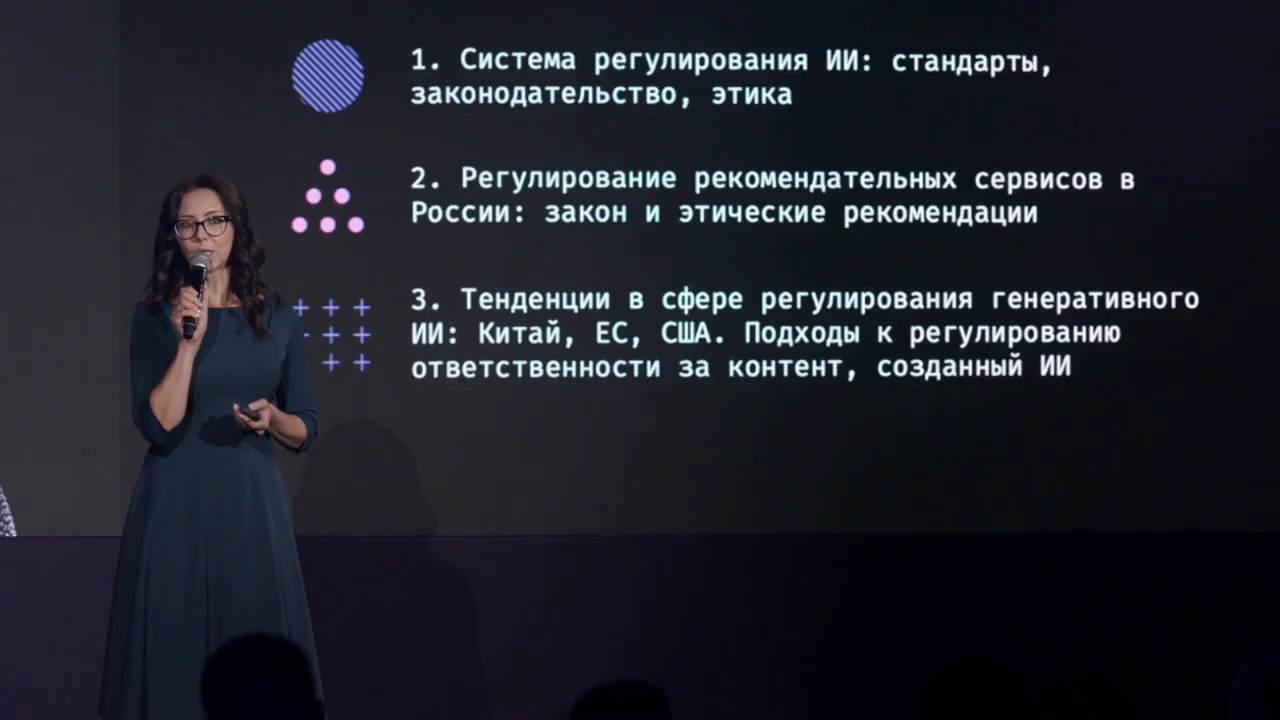 1. Система регулирования ИИ: стандарты,
законодательство, этика
2. Регулирование рекомендательных сервисов в
России: закон и этические рекомендации
3. Тенденции в сфере регулирования генеративного
ИИ: Китай, ЕС, США. Подходы к регулированию
ответственности за контент, созданный ИИ